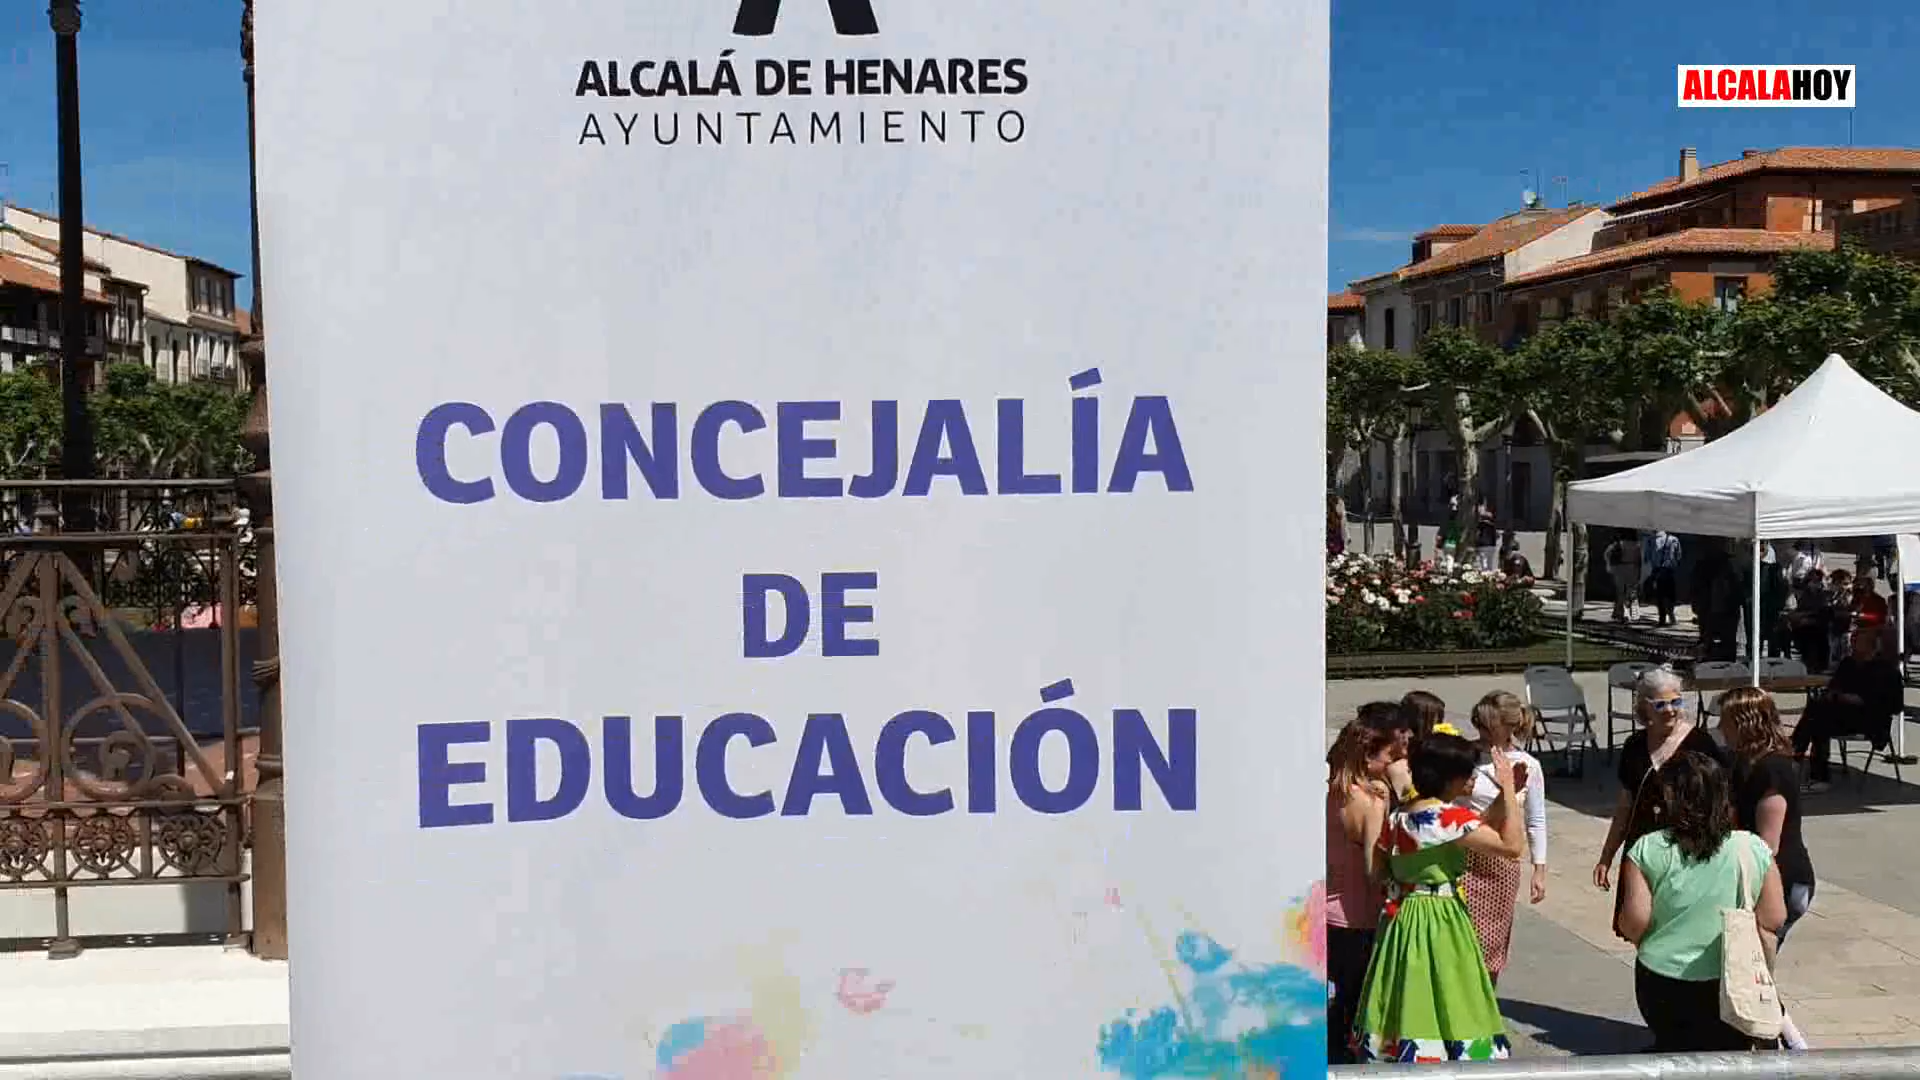 ALCALÁ DE HENARES
AYUNTAMIENTO
ALCALAHOY
CONCEJALÍA
DE
EDUCACIÓN